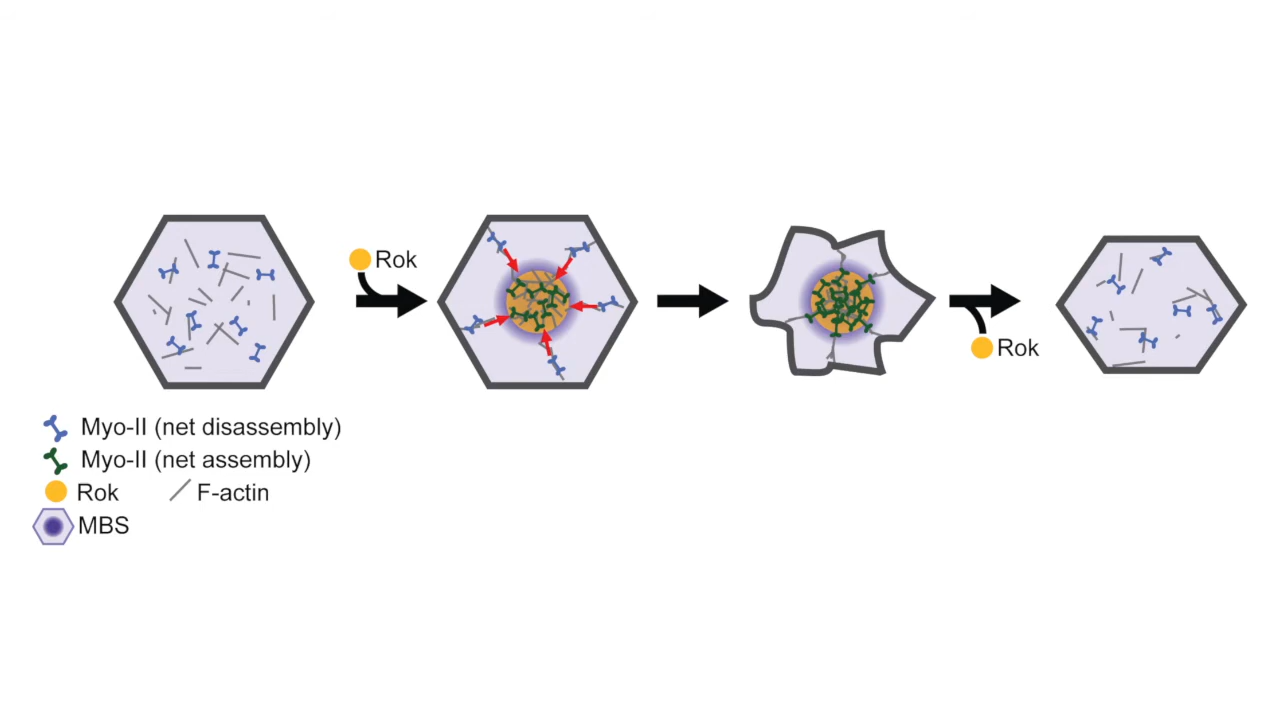 Rok
Rok
Myo-II (net disassembly)
Myo-II (net assembly)
Rok F-actin
MBS